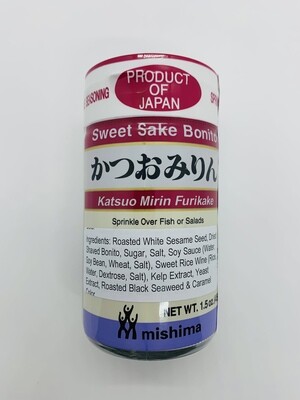 SEASONING
PRODUCT
OF
JAPAN
Sweet Sake Bonito
かつおみりん
Katsuo Mirin Furikake
Sprinkle Over Fish or Salads
Ingredients: Roasted White Sesame Seed, Dried
Shaved Bonito, Sugar, Salt, Soy Sauce (Water,
Soy Bean, Wheat, Salt), Sweet Rice Wine (Rice,
Water, Dextrose, Salt), Kelp Extract, Yeast
Extract, Roasted Black Seaweed & Caramel
Color
NET WT. 1.5 oz.
mishima